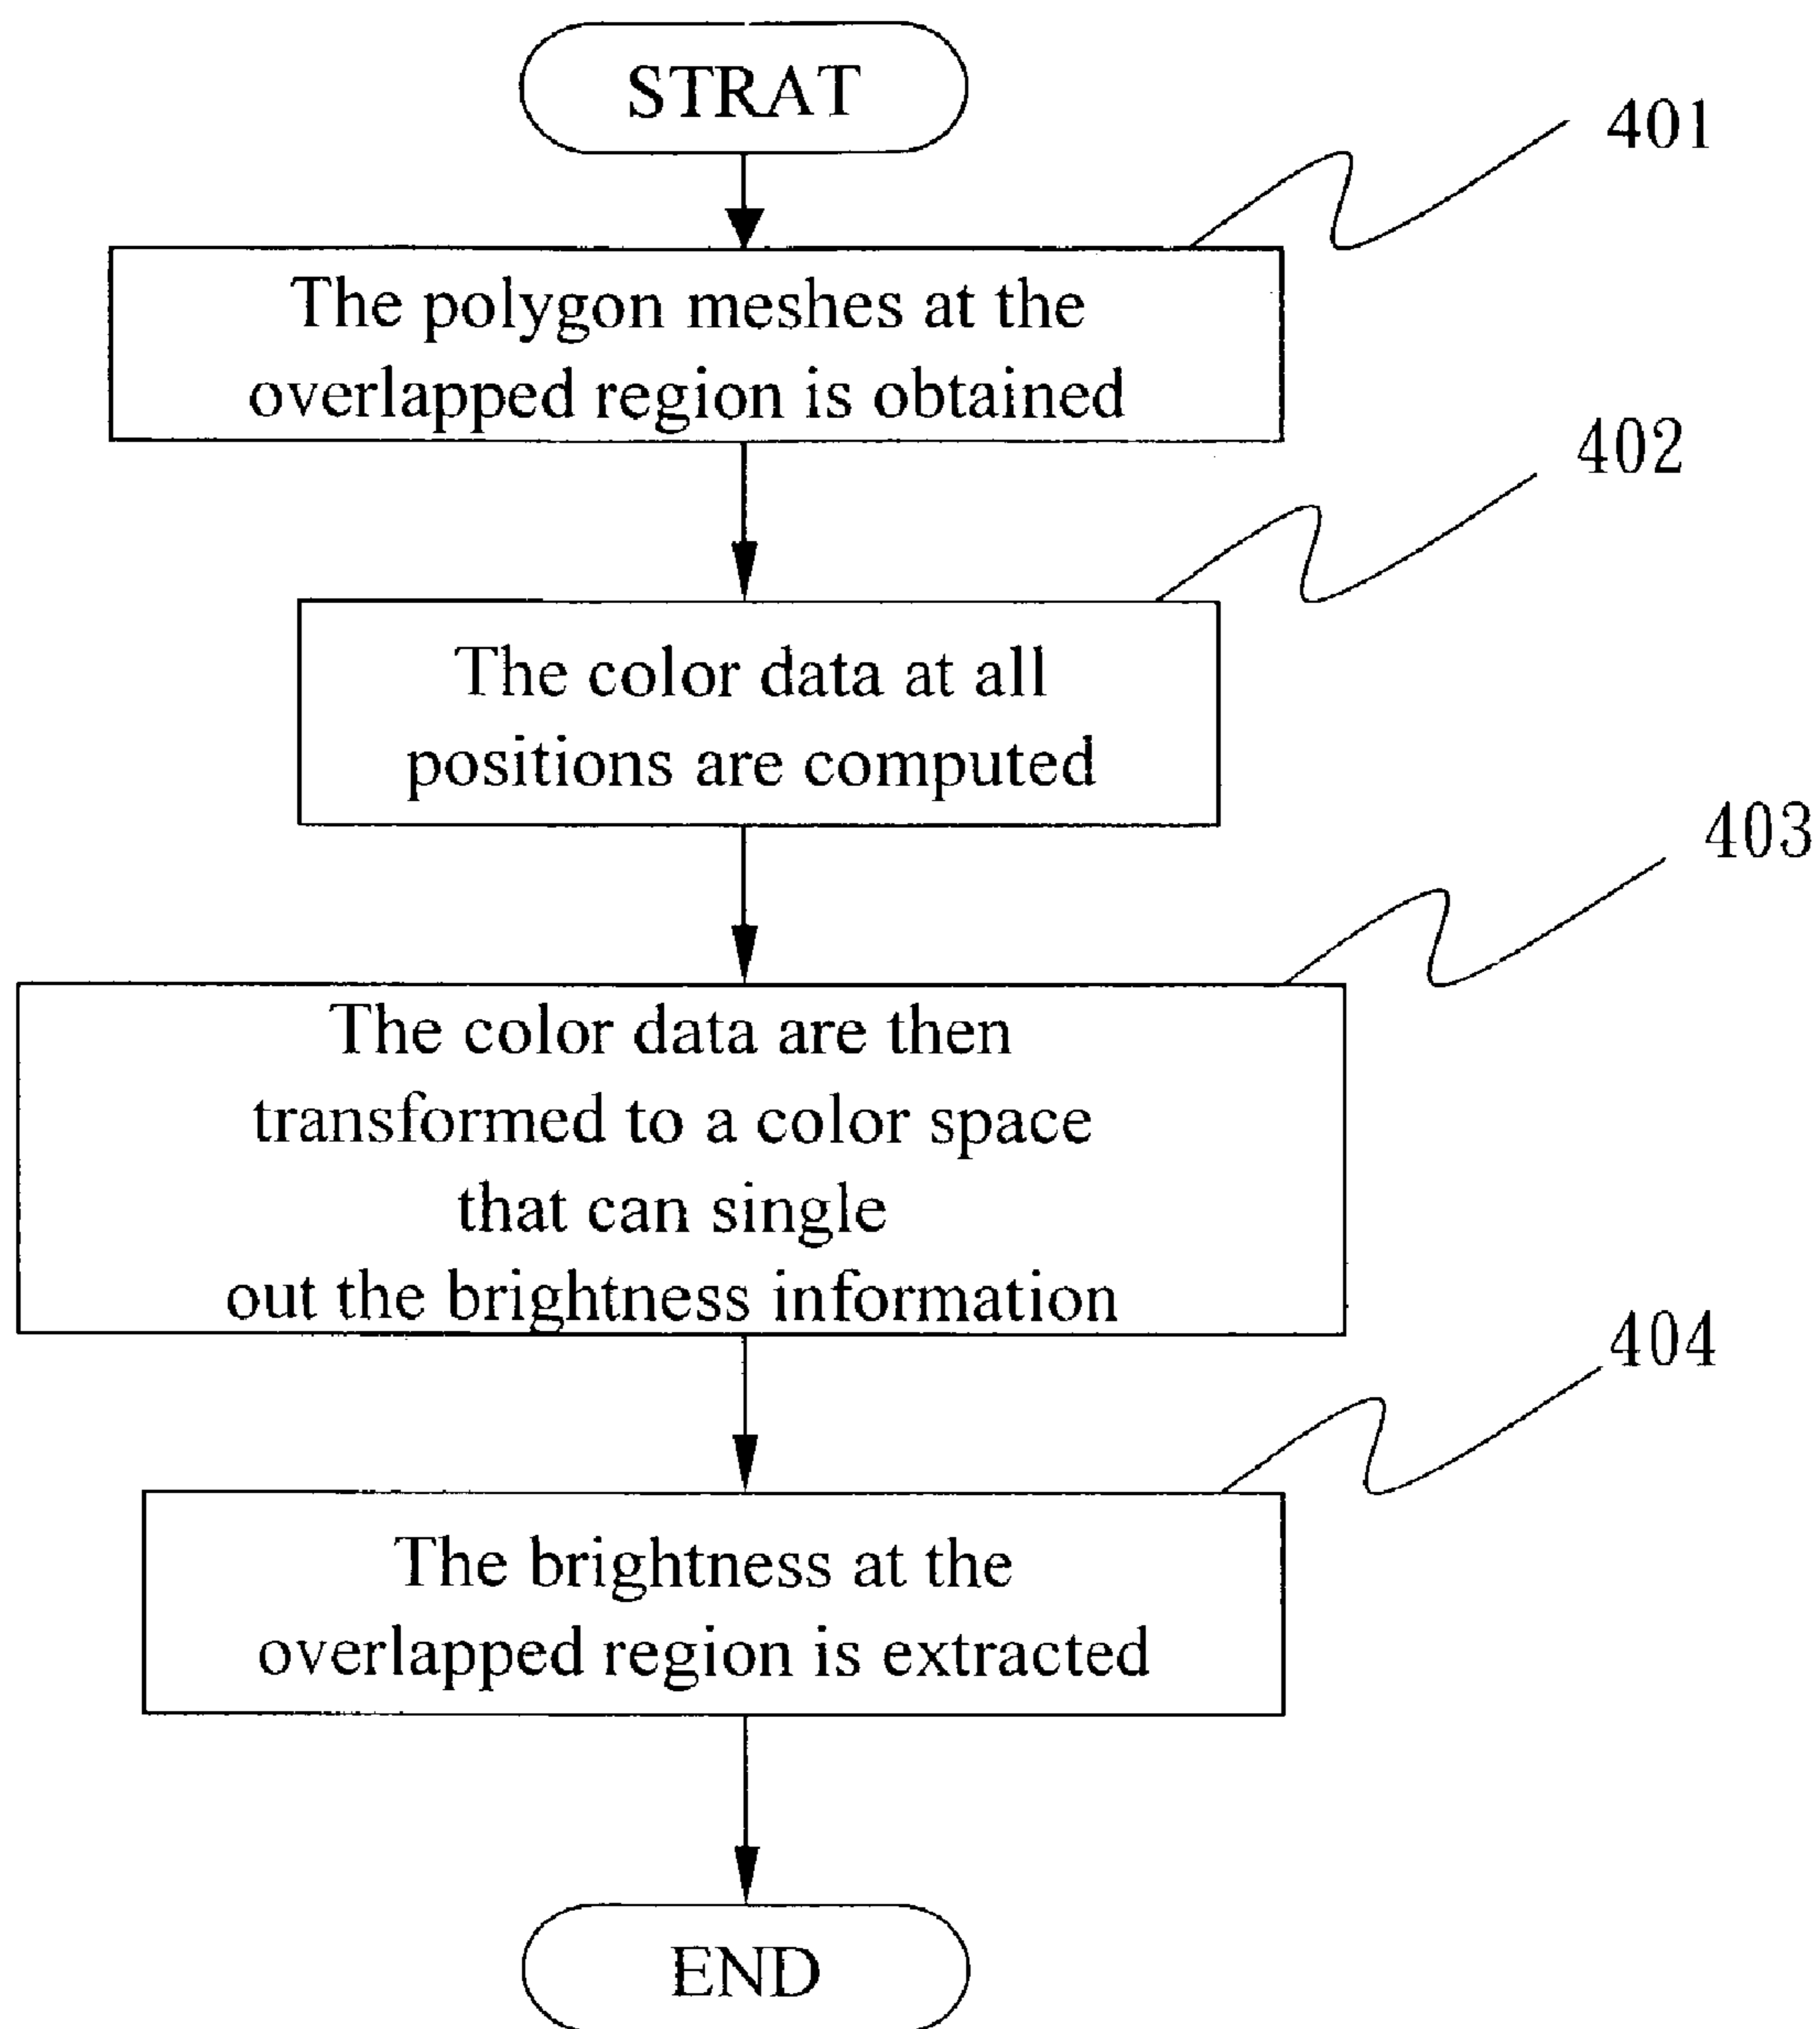 STRAT
401
The polygon meshes at the
overlapped region is obtained
402
The color data at all
positions are computed
403
The color data are then
transformed to a color space
that can single
out the brightness information
404
The brightness at the
overlapped region is extracted
END